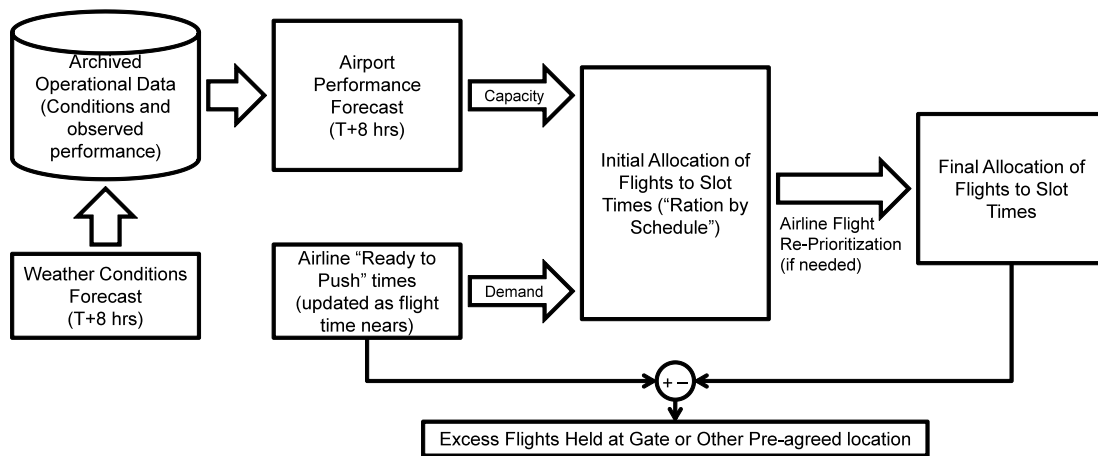 Archived
Operational Data
(Conditions and
observed
performance)
Airport
Performance
Forecast
(T+8 hrs)
Capacity
Initial Allocation of
Flights to Slot
Times (“Ration by
Schedule”)
Airline Flight
Re-Prioritization
(if needed)
Final Allocation of
Flights to Slot
Times
Weather Conditions
Forecast
(T+8 hrs)
Airline “Ready to
Push” times
(updated as flight
time nears)
Demand
+ –
Excess Flights Held at Gate or Other Pre-agreed location